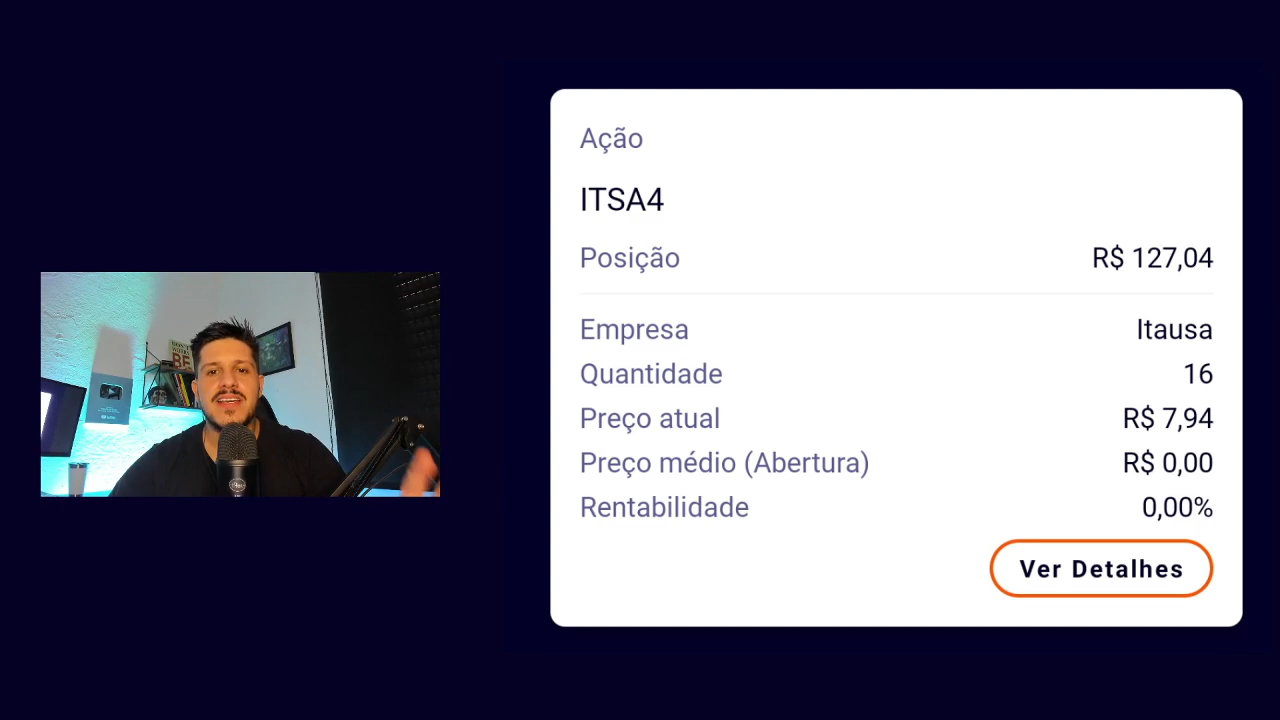 Ação
ITSA4
Posição R$ 127,04
Empresa Itausa
Quantidade 16
Preço atual R$ 7,94
Preço médio (Abertura) R$ 0,00
Rentabilidade 0,00%
Ver Detalhes
BE